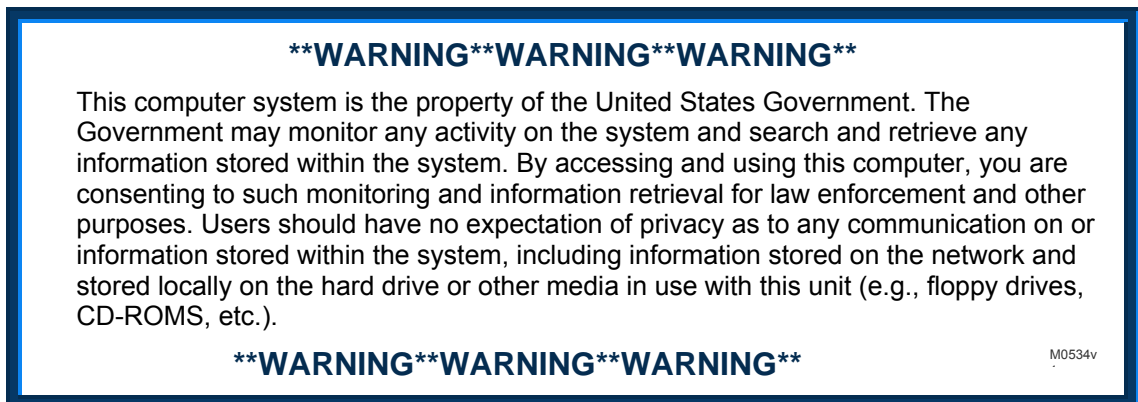 **WARNING**WARNING**WARNING**
This computer system is the property of the United States Government. The
Government may monitor any activity on the system and search and retrieve any
information stored within the system. By accessing and using this computer, you are
consenting to such monitoring and information retrieval for law enforcement and other
purposes. Users should have no expectation of privacy as to any communication on or
information stored within the system, including information stored on the network and
stored locally on the hard drive or other media in use with this unit (e.g., floppy drives,
CD-ROMS, etc.).
**WARNING**WARNING**WARNING**
M0534v